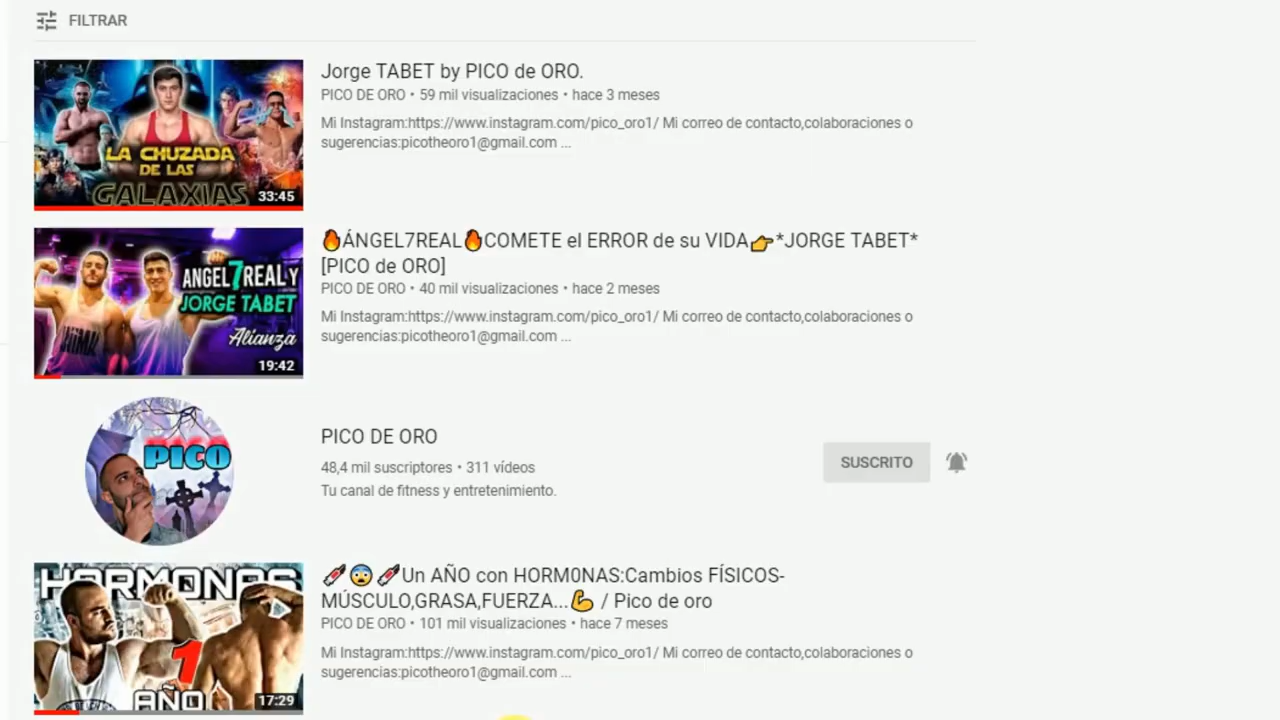 FILTRAR
LA CHUZADA
DE LAS
GALAXIAS
33:45
Jorge TABET by PICO de ORO.
PICO DE ORO • 59 mil visualizaciones • hace 3 meses
Mi Instagram:https://www.instagram.com/pico_oro1/ Mi correo de contacto,colaboraciones o
sugerencias:picotheoro1@gmail.com ...
ANGEL7REAL Y
JORGE TABET
Alianza
19:42
🔥ÁNGEL7REAL🔥COMETE el ERROR de su VIDA👉*JORGE TABET*
[PICO de ORO]
PICO DE ORO • 40 mil visualizaciones • hace 2 meses
Mi Instagram:https://www.instagram.com/pico_oro1/ Mi correo de contacto,colaboraciones o
sugerencias:picotheoro1@gmail.com ...
PICO
PICO DE ORO
48,4 mil suscriptores • 311 vídeos
Tu canal de fitness y entretenimiento.
SUSCRITO
HORMONAS
1
AÑO
17:29
💉😨💉Un AÑO con HORM0NAS:Cambios FÍSICOS-
MÚSCULO,GRASA,FUERZA...💪 / Pico de oro
PICO DE ORO • 101 mil visualizaciones • hace 7 meses
Mi Instagram:https://www.instagram.com/pico_oro1/ Mi correo de contacto,colaboraciones o
sugerencias:picotheoro1@gmail.com ...